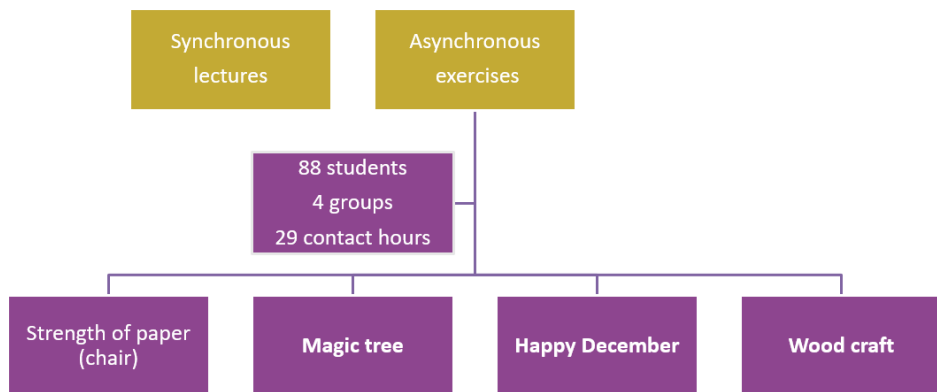 Synchronous
lectures
Asynchronous
exercises
88 students
4 groups
29 contact hours
Strength of paper
(chair)
Magic tree
Happy December
Wood craft